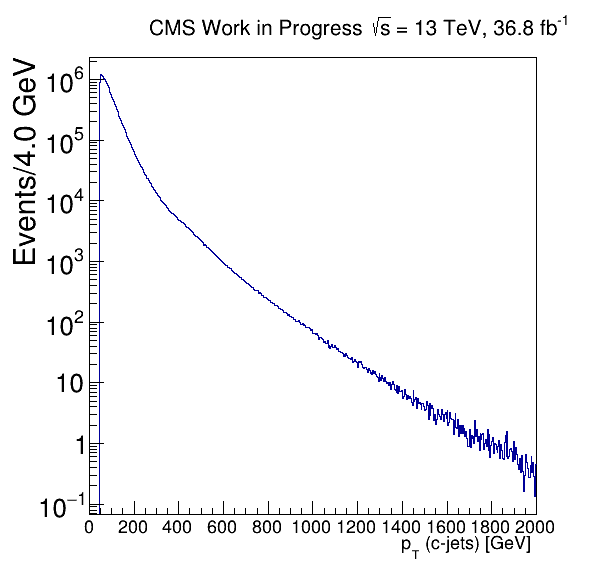 CMS Work in Progress √s = 13 TeV, 36.8 fb⁻¹
Events/4.0 GeV
10⁶
10⁵
10⁴
10³
10²
10
1
10⁻¹
0 200 400 600 800 1000 1200 1400 1600 1800 2000
p_T (c-jets) [GeV]